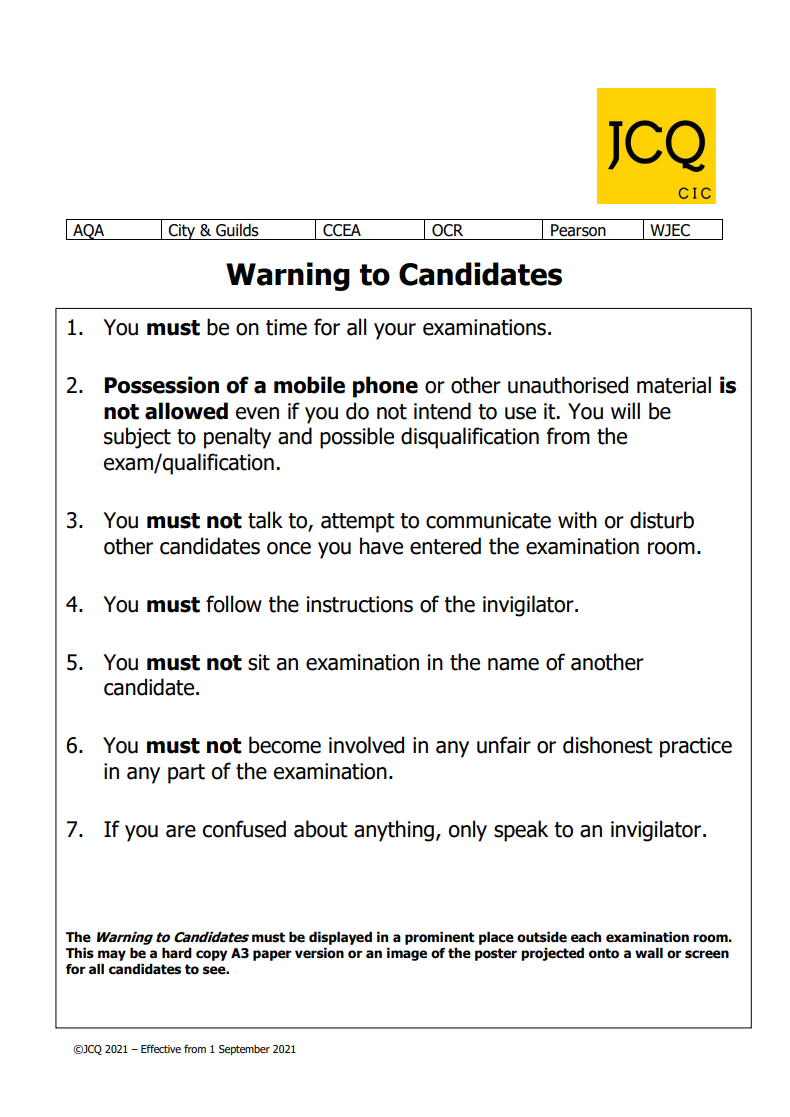 JCQ
CIC
AQA City & Guilds CCEA OCR Pearson WJEC
Warning to Candidates
1. You must be on time for all your examinations.
2. Possession of a mobile phone or other unauthorised material is
not allowed even if you do not intend to use it. You will be
subject to penalty and possible disqualification from the
exam/qualification.
3. You must not talk to, attempt to communicate with or disturb
other candidates once you have entered the examination room.
4. You must follow the instructions of the invigilator.
5. You must not sit an examination in the name of another
candidate.
6. You must not become involved in any unfair or dishonest practice
in any part of the examination.
7. If you are confused about anything, only speak to an invigilator.
The Warning to Candidates must be displayed in a prominent place outside each examination room.
This may be a hard copy A3 paper version or an image of the poster projected onto a wall or screen
for all candidates to see.
©JCQ 2021 – Effective from 1 September 2021